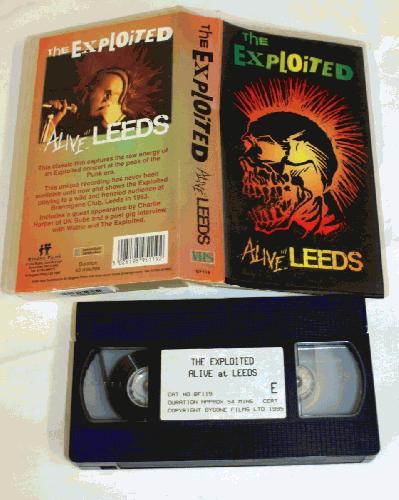 THE EXPLOITED
ALIVE AT LEEDS
This classic film captures the raw energy of
an Exploited concert at the peak of the
Punk era.
This unique recording has never been
available until now and shows the Exploited
playing to a wild and frenzied audience at
Brannigans Club, Leeds in 1983.
Includes a guest appearance by Charlie
Harper of UK Subs and a post gig interview
with Wattie and The Exploited.
Duration
THE EXPLOITED
ALIVE AT LEEDS
VHS
THE EXPLOITED
ALIVE AT LEEDS
THE EXPLOITED
ALIVE at LEEDS
E
CAT NO BF119
DURATION APPROX 54 MINS CERT
COPYRIGHT BYGONE FILMS LTD 1995